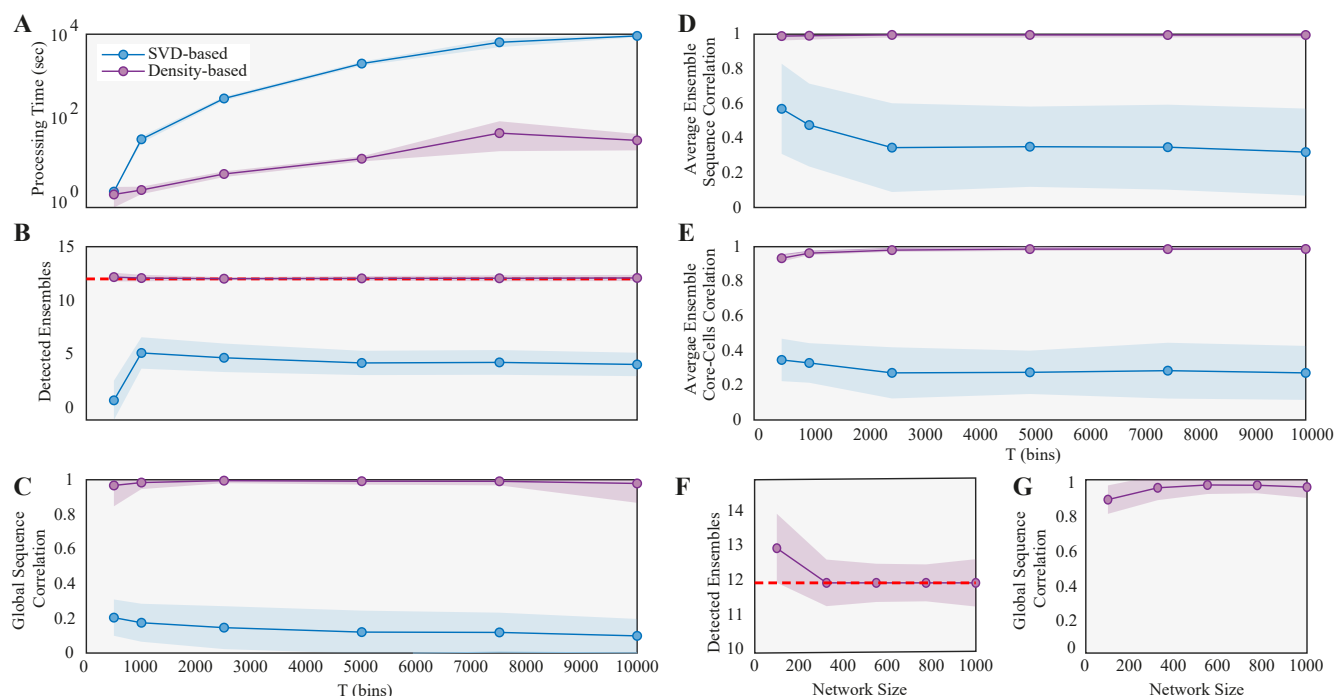 A
Processing Time (sec)
10 4
10 2
0
10
SVD-based
Density-based
B
Detected Ensembles
15
10
5
0
C
Global Sequence
Correlation
1
0.8
0.6
0.4
0.2
0
0 1000 2000 3000 4000 5000 6000 7000 8000 9000 10000
T (bins)
D
Average Ensemble
Sequence Correlation
1
0.8
0.6
0.4
0.2
0
E
Avergae Ensemble
Core-Cells Corelation
1
0.8
0.6
0.4
0.2
0
0 1000 2000 3000 4000 5000 6000 7000 8000 9000 10000
T (bins)
F
Detected Ensembles
14
13
12
11
10
0 200 400 600 800 1000
Network Size
G
Global Sequence
Correlation
1
0.8
0.6
0.4
0.2
0
0 200 400 600 800 1000
Network Size